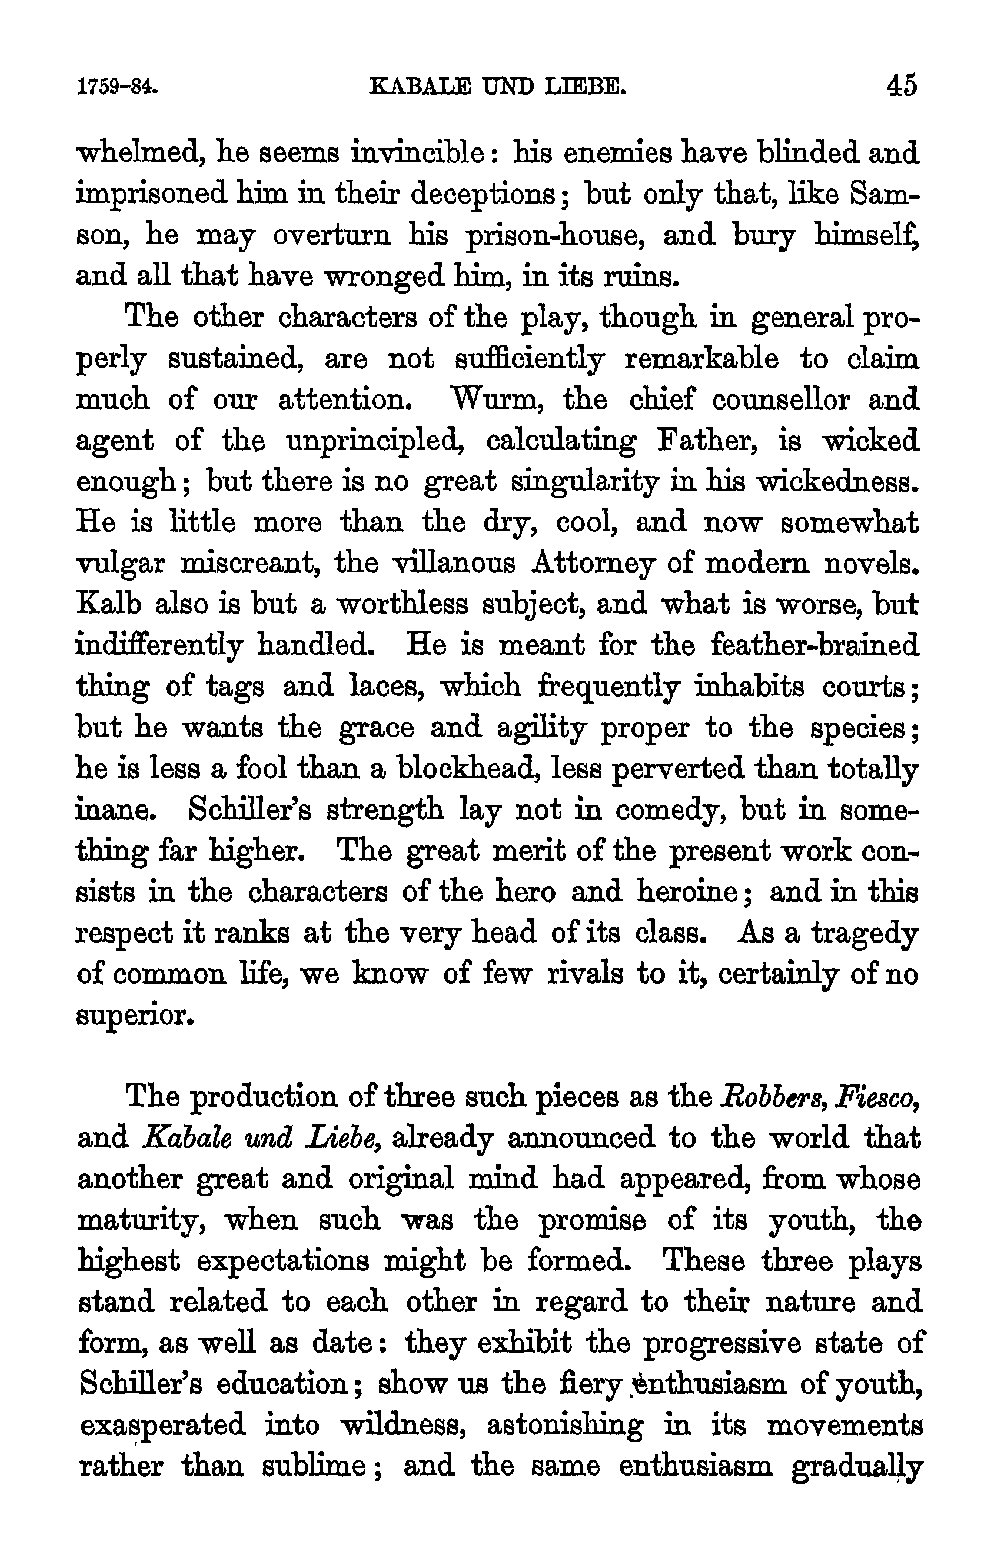 1759-84. KABALE UND LIEBE. 45
whelmed, he seems invincible: his enemies have blinded and
imprisoned him in their deceptions; but only that, like Sam-
son, he may overturn his prison-house, and bury himself,
and all that have wronged him, in its ruins.
The other characters of the play, though in general pro-
perly sustained, are not sufficiently remarkable to claim
much of our attention. Wurm, the chief counsellor and
agent of the unprincipled, calculating Father, is wicked
enough; but there is no great singularity in his wickedness.
He is little more than the dry, cool, and now somewhat
vulgar miscreant, the villanous Attorney of modern novels.
Kalb also is but a worthless subject, and what is worse, but
indifferently handled. He is meant for the feather-brained
thing of tags and laces, which frequently inhabits courts;
but he wants the grace and agility proper to the species;
he is less a fool than a blockhead, less perverted than totally
inane. Schiller's strength lay not in comedy, but in some-
thing far higher. The great merit of the present work con-
sists in the characters of the hero and heroine; and in this
respect it ranks at the very head of its class. As a tragedy
of common life, we know of few rivals to it, certainly of no
superior.
The production of three such pieces as the Robbers, Fiesco,
and Kabale und Liebe, already announced to the world that
another great and original mind had appeared, from whose
maturity, when such was the promise of its youth, the
highest expectations might be formed. These three plays
stand related to each other in regard to their nature and
form, as well as date: they exhibit the progressive state of
Schiller's education; show us the fiery enthusiasm of youth,
exasperated into wildness, astonishing in its movements
rather than sublime; and the same enthusiasm gradually